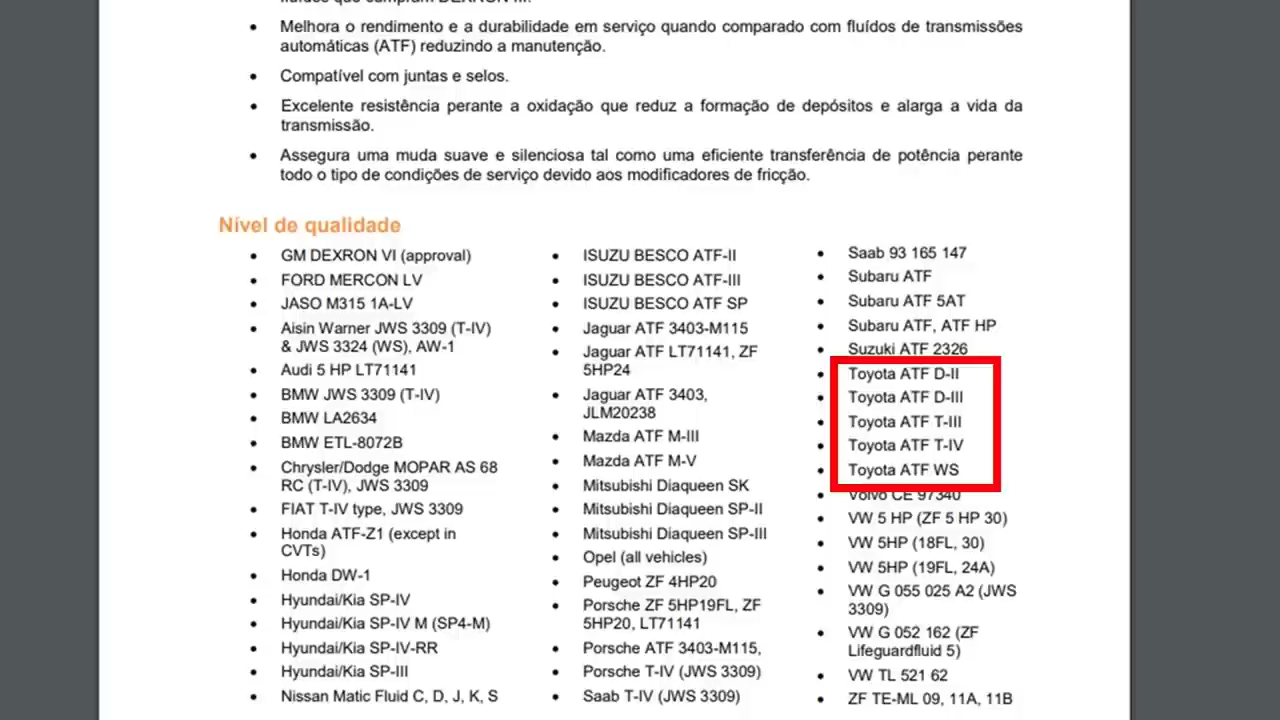 fluidos que cumpram DEXRON III.
• Melhora o rendimento e a durabilidade em serviço quando comparado com fluídos de transmissões
automáticas (ATF) reduzindo a manutenção.
• Compatível com juntas e selos.
• Excelente resistência perante a oxidação que reduz a formação de depósitos e alarga a vida da
transmissão.
• Assegura uma muda suave e silenciosa tal como uma eficiente transferência de potência perante
todo o tipo de condições de serviço devido aos modificadores de fricção.
Nível de qualidade
• GM DEXRON VI (approval)
• FORD MERCON LV
• JASO M315 1A-LV
• Aisin Warner JWS 3309 (T-IV)
& JWS 3324 (WS), AW-1
• Audi 5 HP LT71141
• BMW JWS 3309 (T-IV)
• BMW LA2634
• BMW ETL-8072B
• Chrysler/Dodge MOPAR AS 68
RC (T-IV), JWS 3309
• FIAT T-IV type, JWS 3309
• Honda ATF-Z1 (except in
CVTs)
• Honda DW-1
• Hyundai/Kia SP-IV
• Hyundai/Kia SP-IV M (SP4-M)
• Hyundai/Kia SP-IV-RR
• Hyundai/Kia SP-III
• Nissan Matic Fluid C, D, J, K, S
• ISUZU BESCO ATF-II
• ISUZU BESCO ATF-III
• ISUZU BESCO ATF SP
• Jaguar ATF 3403-M115
• Jaguar ATF LT71141, ZF
5HP24
• Jaguar ATF 3403,
JLM20238
• Mazda ATF M-III
• Mazda ATF M-V
• Mitsubishi Diaqueen SK
• Mitsubishi Diaqueen SP-II
• Mitsubishi Diaqueen SP-III
• Opel (all vehicles)
• Peugeot ZF 4HP20
• Porsche ZF 5HP19FL, ZF
5HP20, LT71141
• Porsche ATF 3403-M115,
• Porsche T-IV (JWS 3309)
• Saab T-IV (JWS 3309)
• Saab 93 165 147
• Subaru ATF
• Subaru ATF 5AT
• Subaru ATF, ATF HP
• Suzuki ATF 2326
• Toyota ATF D-II
• Toyota ATF D-III
• Toyota ATF T-III
• Toyota ATF T-IV
• Toyota ATF WS
• Volvo CE 97340
• VW 5 HP (ZF 5 HP 30)
• VW 5HP (18FL, 30)
• VW 5HP (19FL, 24A)
• VW G 055 025 A2 (JWS
3309)
• VW G 052 162 (ZF
Lifeguardfluid 5)
• VW TL 521 62
• ZF TE-ML 09, 11A, 11B